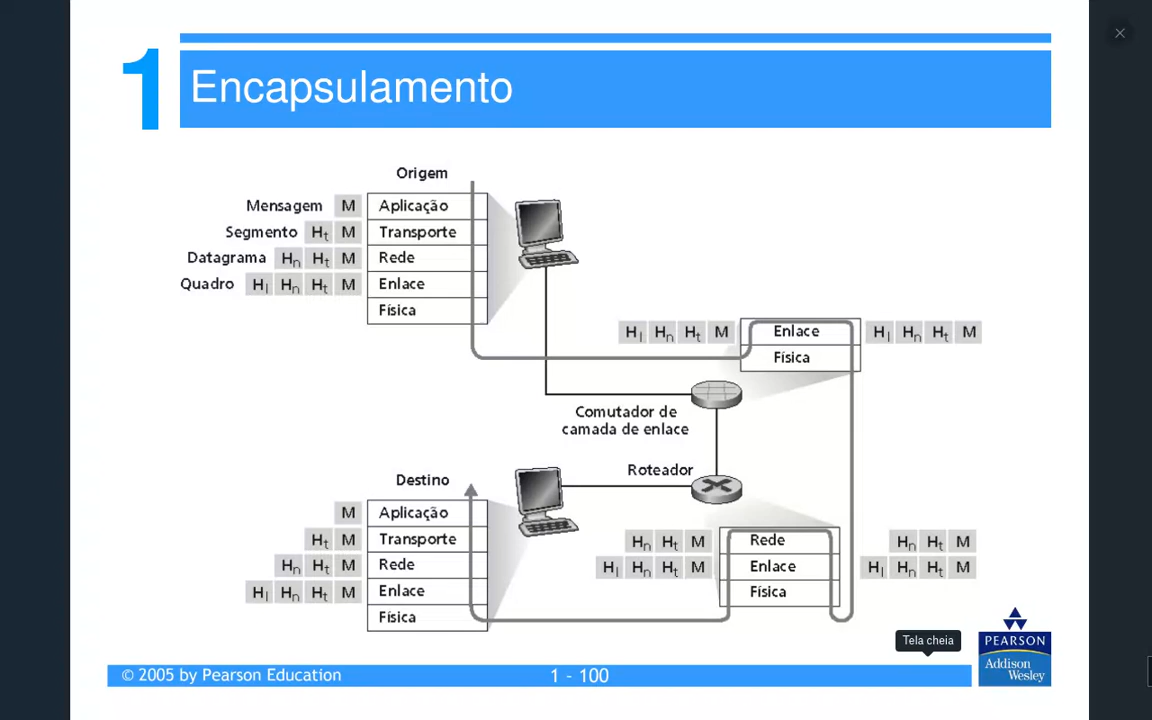 1
Encapsulamento
Origem
Mensagem M Aplicação
Segmento Ht M Transporte
Datagrama Hn Ht M Rede
Quadro Hl Hn Ht M Enlace
Física
Hl Hn Ht M Enlace Hl Hn Ht M
Física
Comutador de
camada de enlace
Roteador
Destino
M Aplicação
Ht M Transporte
Hn Ht M Rede
Hl Hn Ht M Enlace
Física
Hn Ht M Rede Hn Ht M
Hl Hn Ht M Enlace Hl Hn Ht M
Física
Tela cheia
PEARSON
Addison
Wesley
© 2005 by Pearson Education
1 - 100